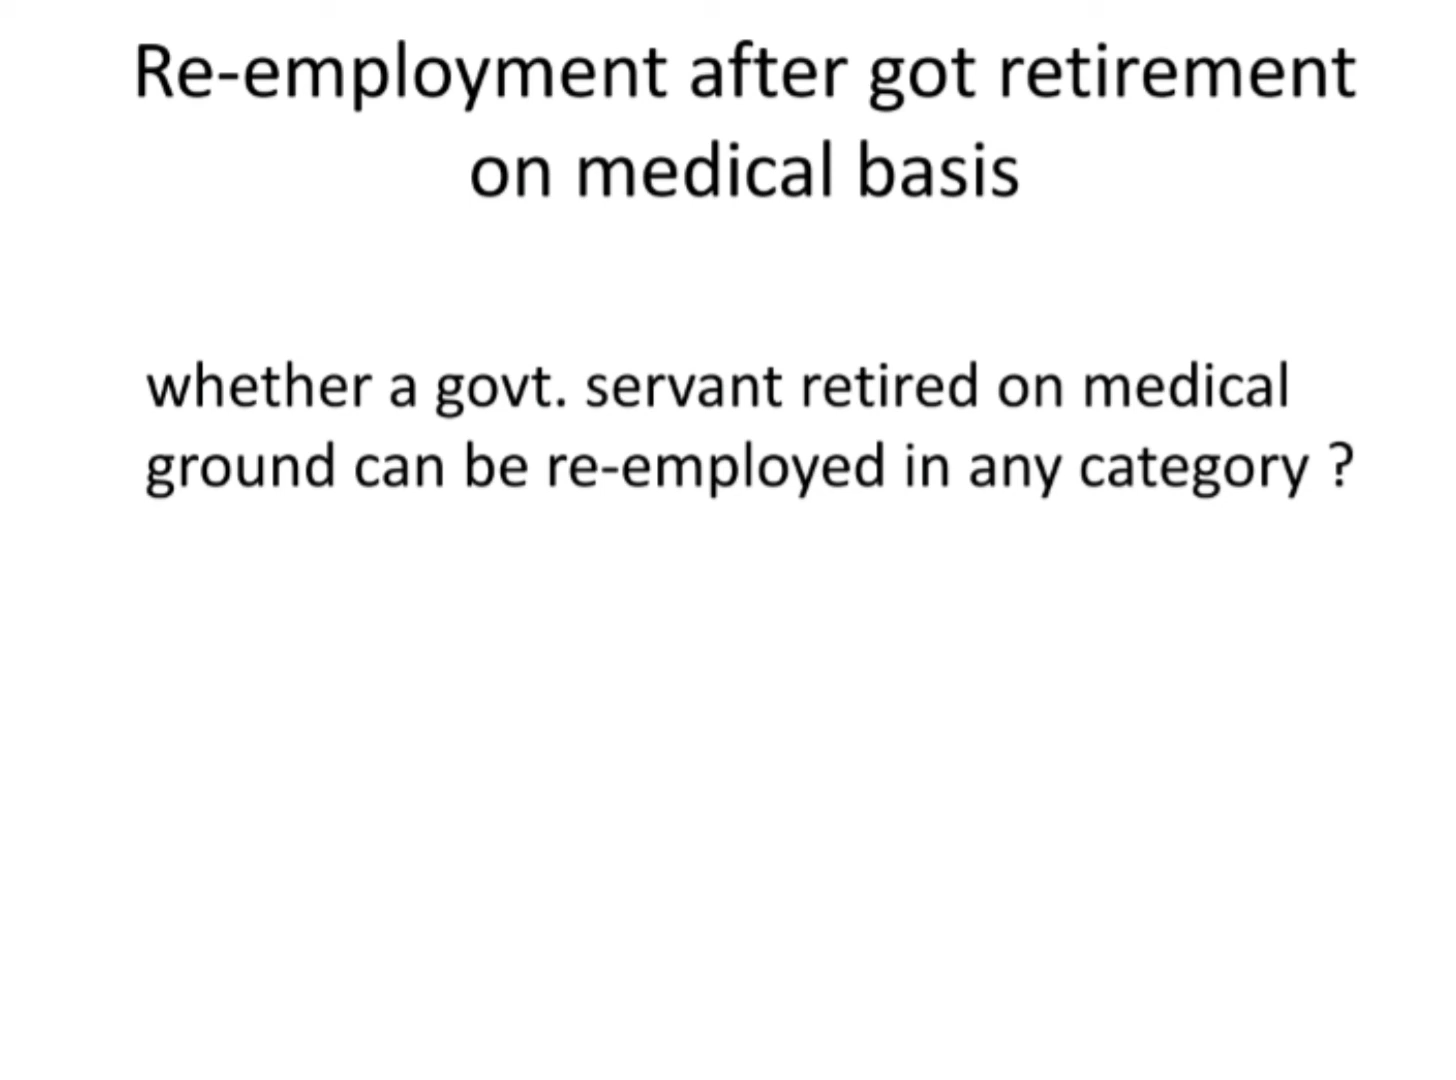 Re-employment after got retirement
on medical basis
whether a govt. servant retired on medical
ground can be re-employed in any category ?